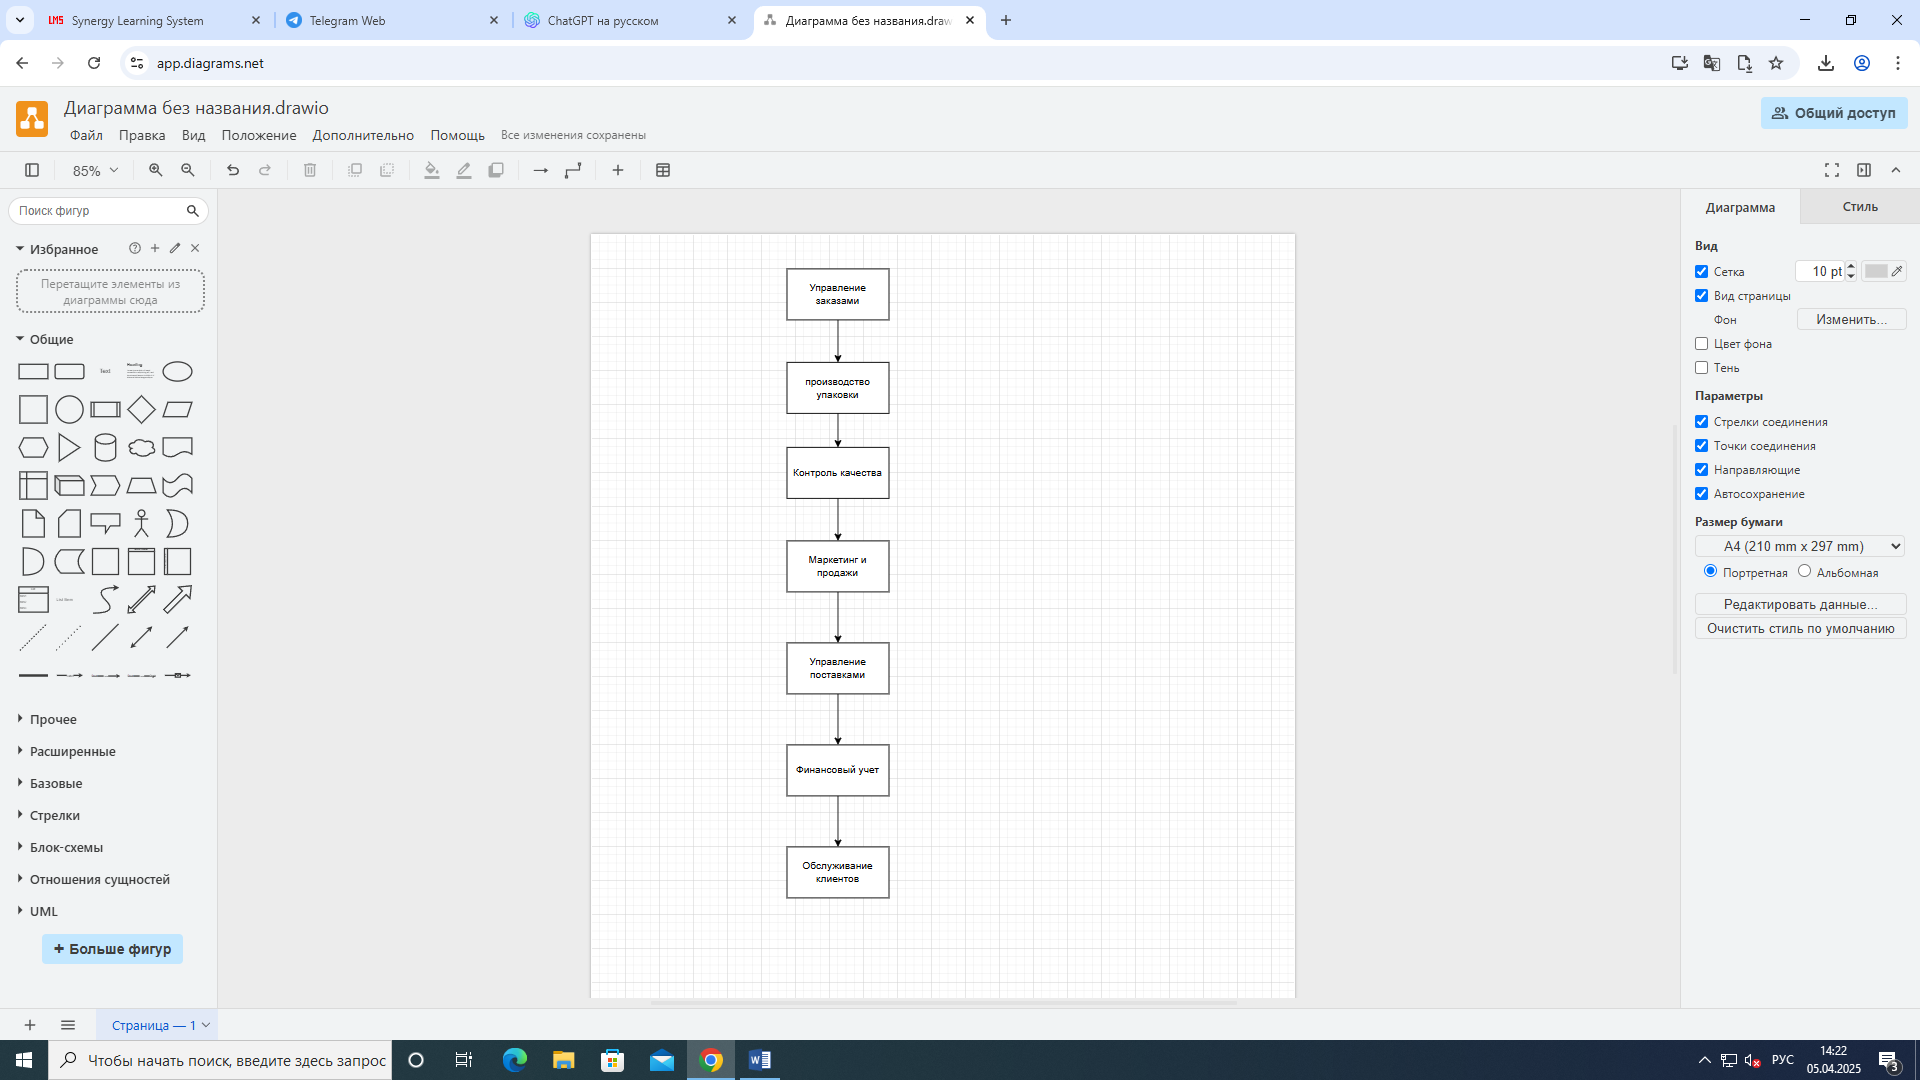 Synergy Learning System
Telegram Web
ChatGPT на русском
Диаграмма без названия.draw
app.diagrams.net
Диаграмма без названия.drawio
Файл
Правка
Вид
Положение
Дополнительно
Помощь
Все изменения сохранены
Общий доступ
85%
Поиск фигур
Избранное
Перетащите элементы из
диаграммы сюда
Общие
Text
Heading
Прочее
Расширенные
Базовые
Стрелки
Блок-схемы
Отношения сущностей
UML
+ Больше фигур
Управление
заказами
производство
упаковки
Контроль качества
Маркетинг и
продажи
Управление
поставками
Финансовый учет
Обслуживание
клиентов
Диаграмма
Стиль
Вид
Сетка
10 pt
Вид страницы
Фон
Изменить...
Цвет фона
Тень
Параметры
Стрелки соединения
Точки соединения
Направляющие
Автосохранение
Размер бумаги
A4 (210 mm x 297 mm)
Портретная
Альбомная
Редактировать данные...
Очистить стиль по умолчанию
Страница — 1
Чтобы начать поиск, введите здесь запрос
РУС
14:22
05.04.2025
3